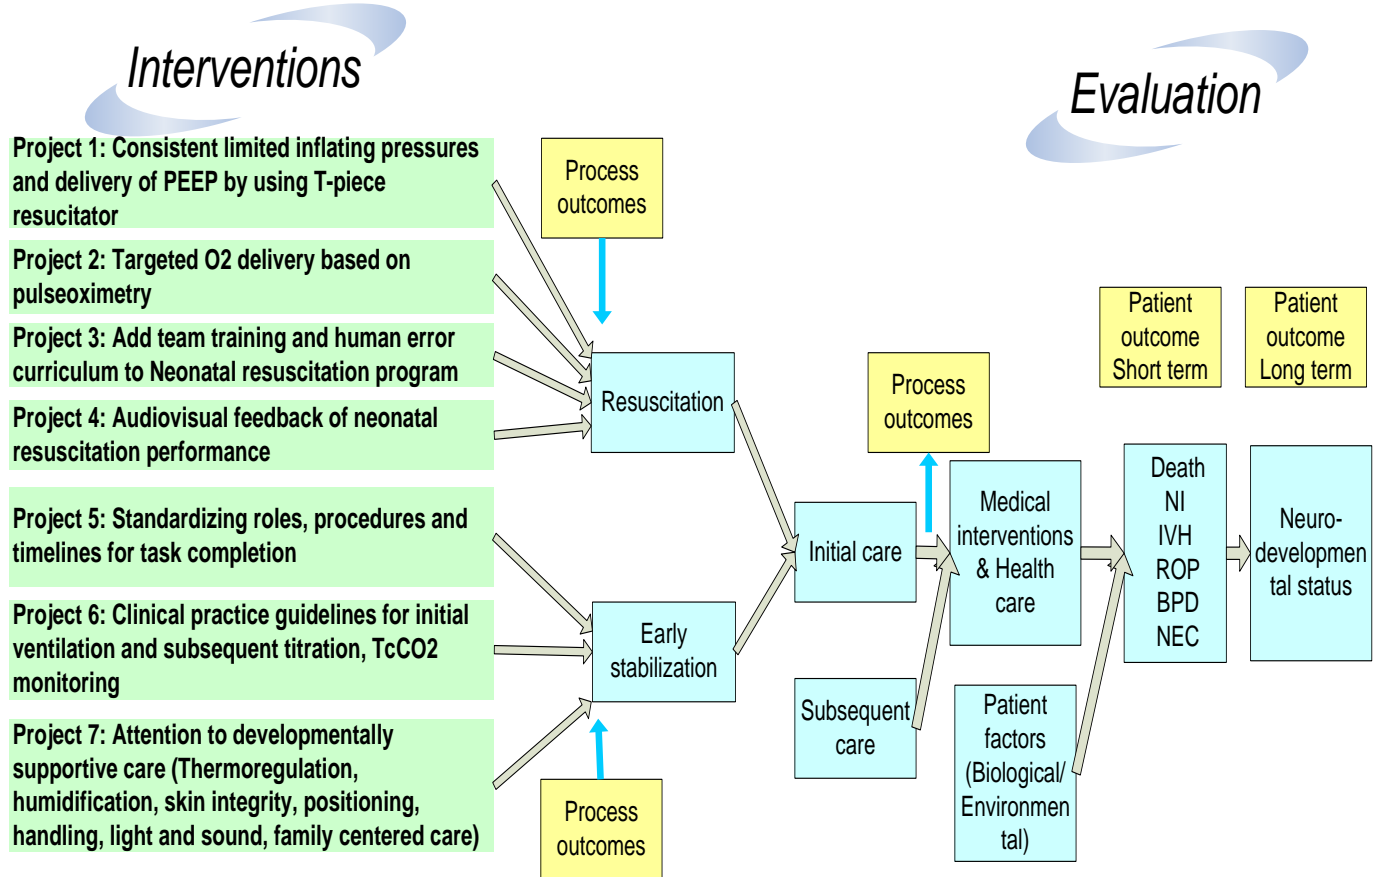 Interventions
Evaluation
Project 1: Consistent limited inflating pressures
and delivery of PEEP by using T-piece
resucitator
Project 2: Targeted O2 delivery based on
pulseoximetry
Project 3: Add team training and human error
curriculum to Neonatal resuscitation program
Project 4: Audiovisual feedback of neonatal
resuscitation performance
Project 5: Standardizing roles, procedures and
timelines for task completion
Project 6: Clinical practice guidelines for initial
ventilation and subsequent titration, TcCO2
monitoring
Project 7: Attention to developmentally
supportive care (Thermoregulation,
humidification, skin integrity, positioning,
handling, light and sound, family centered care)
Process
outcomes
Resuscitation
Early
stabilization
Process
outcomes
Initial care
Subsequent
care
Process
outcomes
Medical
interventions
& Health
care
Patient
factors
(Biological/
Environmen
tal)
Patient
outcome
Short term
Death
NI
IVH
ROP
BPD
NEC
Patient
outcome
Long term
Neuro-
developmen
tal status